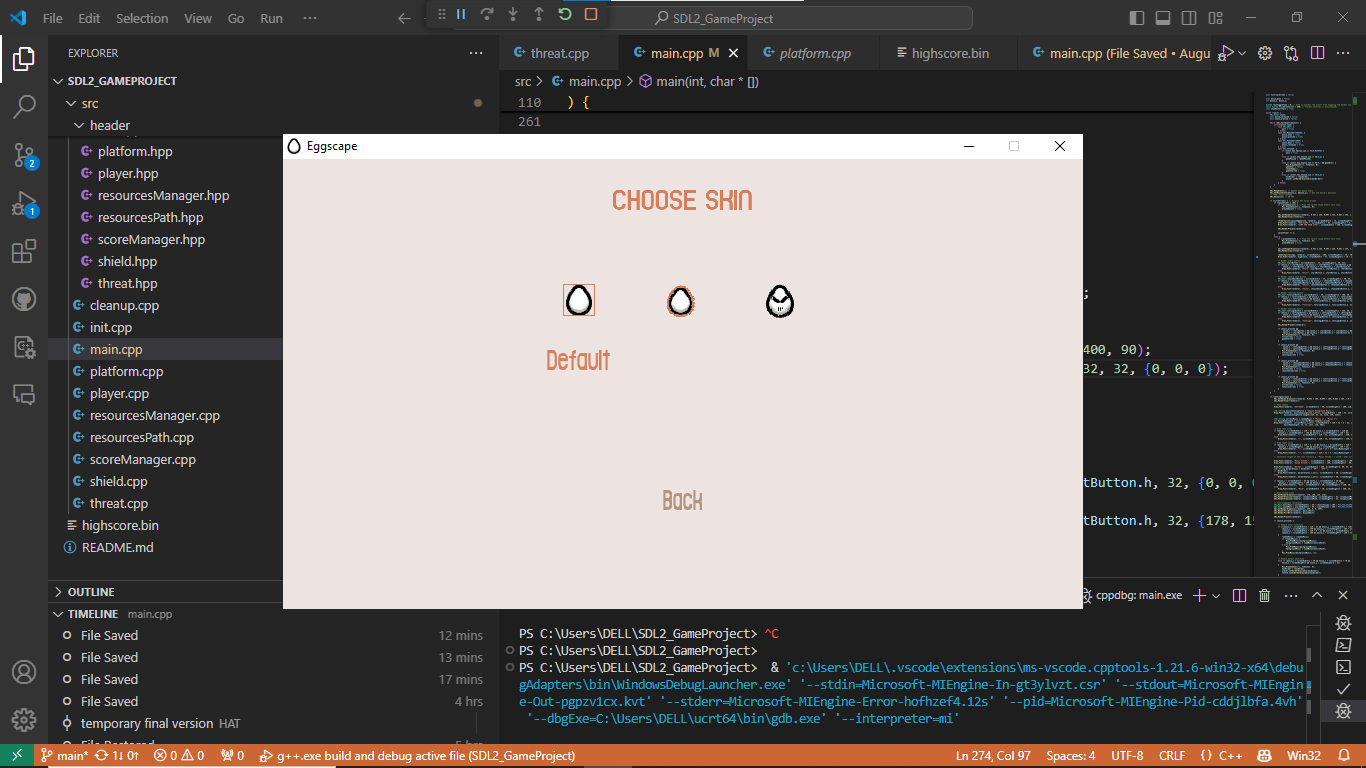 File Edit Selection View Go Run ···
SDL2_GameProject
EXPLORER
SDL2_GAMEPROJECT
src
header
platform.hpp
player.hpp
resourcesManager.hpp
resourcesPath.hpp
scoreManager.hpp
shield.hpp
threat.hpp
cleanup.cpp
init.cpp
main.cpp
platform.cpp
player.cpp
resourcesManager.cpp
resourcesPath.cpp
scoreManager.cpp
shield.cpp
threat.cpp
highscore.bin
README.md
OUTLINE
TIMELINE main.cpp
File Saved 12 mins
File Saved 13 mins
File Saved 17 mins
File Saved 4 hrs
temporary final version HAT
2
1
threat.cpp
main.cpp M
platform.cpp
highscore.bin
main.cpp (File Saved • Augu
src > main.cpp > main(int, char * [])
110 ) {
261
Eggscape
CHOOSE SKIN
Default
Back
;
400, 90);
32, 32, {0, 0, 0});
tButton.h, 32, {0, 0, 0
tButton.h, 32, {178, 15
cppdbg: main.exe
PS C:\Users\DELL\SDL2_GameProject> ^C
PS C:\Users\DELL\SDL2_GameProject>
PS C:\Users\DELL\SDL2_GameProject> & 'c:\Users\DELL\.vscode\extensions\ms-vscode.cpptools-1.21.6-win32-x64\debu
gAdapters\bin\WindowsDebugLauncher.exe' '--stdin=Microsoft-MIEngine-In-gt3ylvzt.csr' '--stdout=Microsoft-MIEngin
e-Out-pgpzv1cx.kvt' '--stderr=Microsoft-MIEngine-Error-hofhzef4.12s' '--pid=Microsoft-MIEngine-Pid-cddjlbfa.4vh'
'--dbgExe=C:\Users\DELL\ucrt64\bin\gdb.exe' '--interpreter=mi'
main* 1↓ 0↑ 0 0 0 g++.exe build and debug active file (SDL2_GameProject)
Ln 274, Col 97 Spaces: 4 UTF-8 CRLF {} C++ Win32